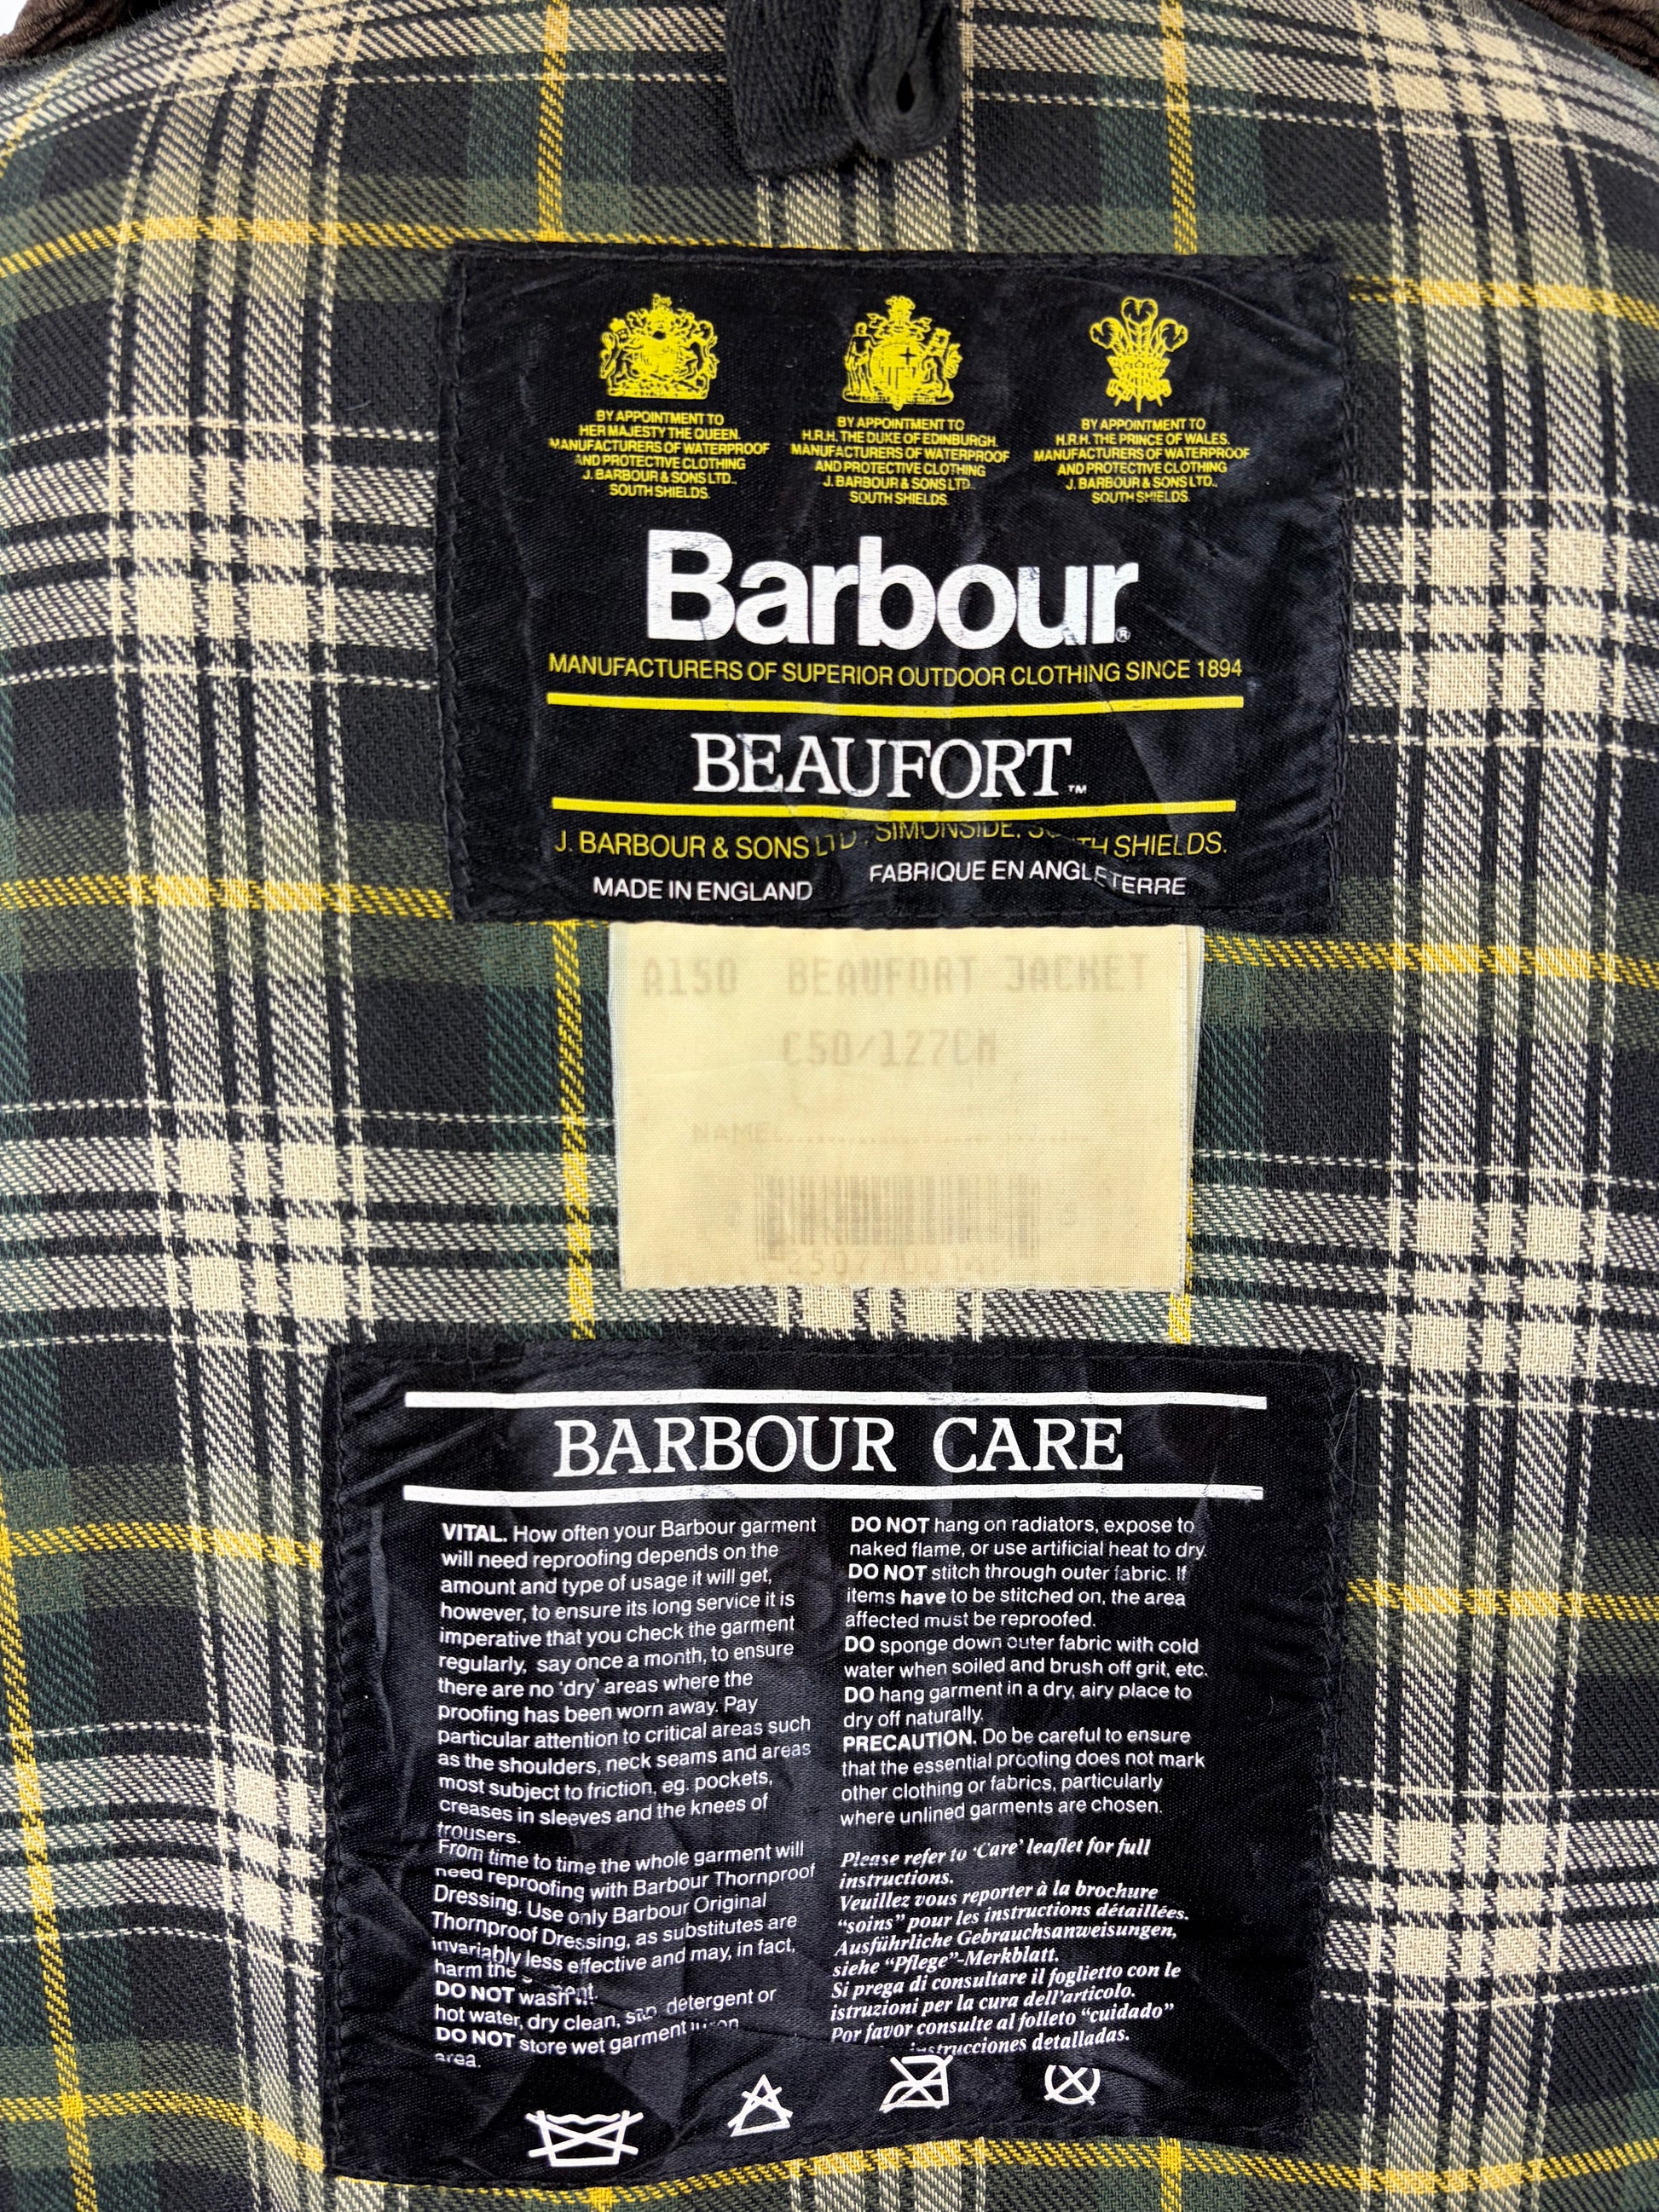 BY APPOINTMENT TO
HER MAJESTY THE QUEEN.
MANUFACTURERS OF WATERPROOF
AND PROTECTIVE CLOTHING
J. BARBOUR & SONS LTD.,
SOUTH SHIELDS.
BY APPOINTMENT TO
H.R.H. THE DUKE OF EDINBURGH.
MANUFACTURERS OF WATERPROOF
AND PROTECTIVE CLOTHING
J. BARBOUR & SONS LTD.
SOUTH SHIELDS.
BY APPOINTMENT TO
H.R.H. THE PRINCE OF WALES.
MANUFACTURERS OF WATERPROOF
AND PROTECTIVE CLOTHING
J. BARBOUR & SONS LTD.,
SOUTH SHIELDS.
Barbour®
MANUFACTURERS OF SUPERIOR OUTDOOR CLOTHING SINCE 1894
BEAUFORT™
J. BARBOUR & SONS LTD., SIMONSIDE, SOUTH SHIELDS.
MADE IN ENGLAND FABRIQUE EN ANGLETERRE
A150 BEAUFORT JACKET
C50/127CM
NAME:
BARBOUR CARE
VITAL. How often your Barbour garment
will need reproofing depends on the
amount and type of usage it will get,
however, to ensure its long service it is
imperative that you check the garment
regularly, say once a month, to ensure
there are no 'dry' areas where the
proofing has been worn away. Pay
particular attention to critical areas such
as the shoulders, neck seams and areas
most subject to friction, eg. pockets,
creases in sleeves and the knees of
trousers.
From time to time the whole garment will
need reproofing with Barbour Thornproof
Dressing. Use only Barbour Original
Thornproof Dressing, as substitutes are
invariably less effective and may, in fact,
harm the
DO NOT wash
hot water, dry clean, detergent or
DO NOT store wet garment
area.
DO NOT hang on radiators, expose to
naked flame, or use artificial heat to dry.
DO NOT stitch through outer fabric. If
items have to be stitched on, the area
affected must be reproofed.
DO sponge down outer fabric with cold
water when soiled and brush off grit, etc.
DO hang garment in a dry, airy place to
dry off naturally.
PRECAUTION. Do be careful to ensure
that the essential proofing does not mark
other clothing or fabrics, particularly
where unlined garments are chosen.
Please refer to 'Care' leaflet for full
instructions.
Veuillez vous reporter à la brochure
"soins" pour les instructions détaillées.
Ausführliche Gebrauchsanweisungen,
siehe "Pflege"-Merkblatt.
Si prega di consultare il foglietto con le
istruzioni per la cura dell'articolo.
Por favor consulte al folleto "cuidado"
instrucciones detalladas.